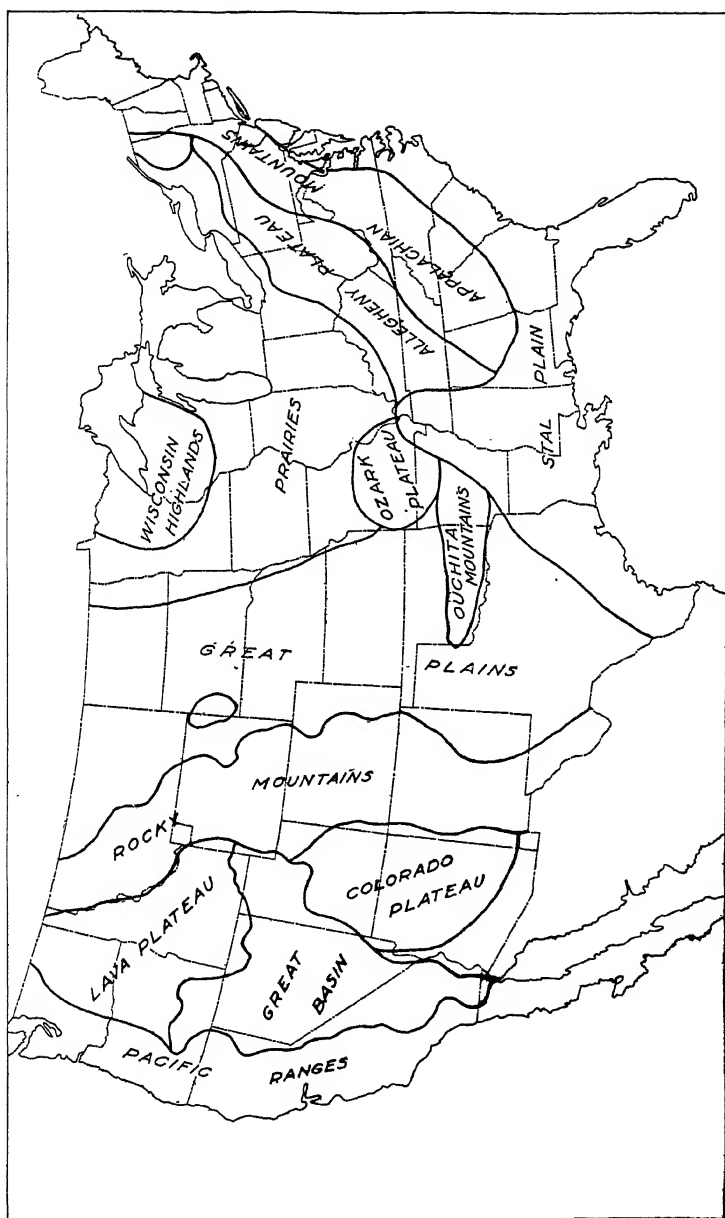 APPALACHIAN
MOUNTAINS
ALLEGHENY
PLATEAU
STAL
PLAIN
WISCONSIN
HIGHLANDS
PRAIRIES
OZARK
PLATEAU
OUCHITA
MOUNTAINS
GREAT
PLAINS
ROCKY
MOUNTAINS
COLORADO
PLATEAU
LAVA PLATEAU
GREAT
BASIN
PACIFIC
RANGES